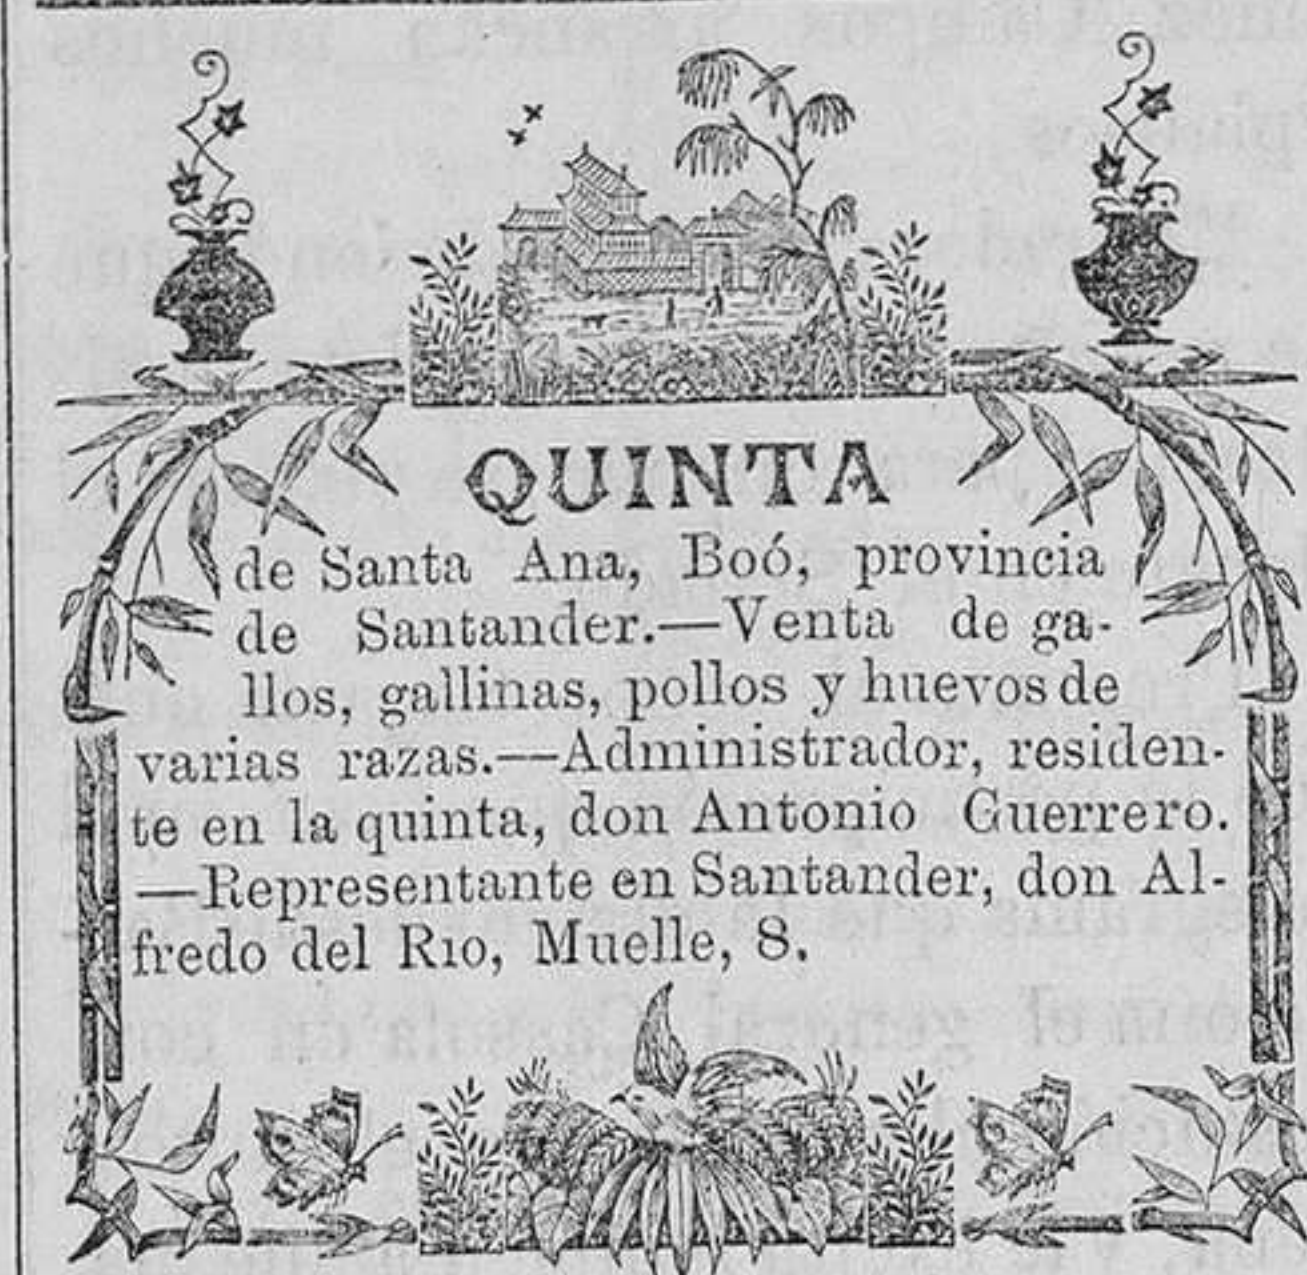 QUINTA
de Santa Ana, Boó, provincia
de Santander.—Venta de ga-
llos, gallinas, pollos y huevos de
varias razas.—Administrador, residen-
te en la quinta, don Antonio Guerrero.
—Representante en Santander, don Al-
fredo del Rıo, Muelle, 8.